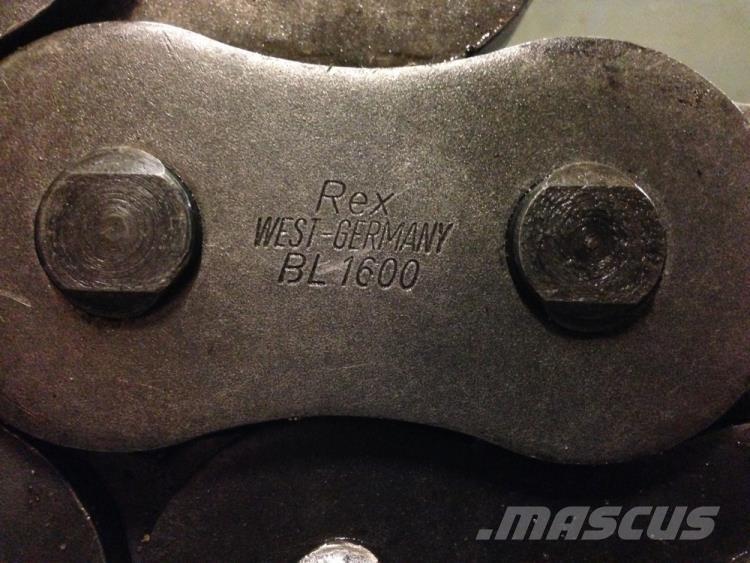 Rex
WEST-GERMANY
BL 1600
.MASCUS